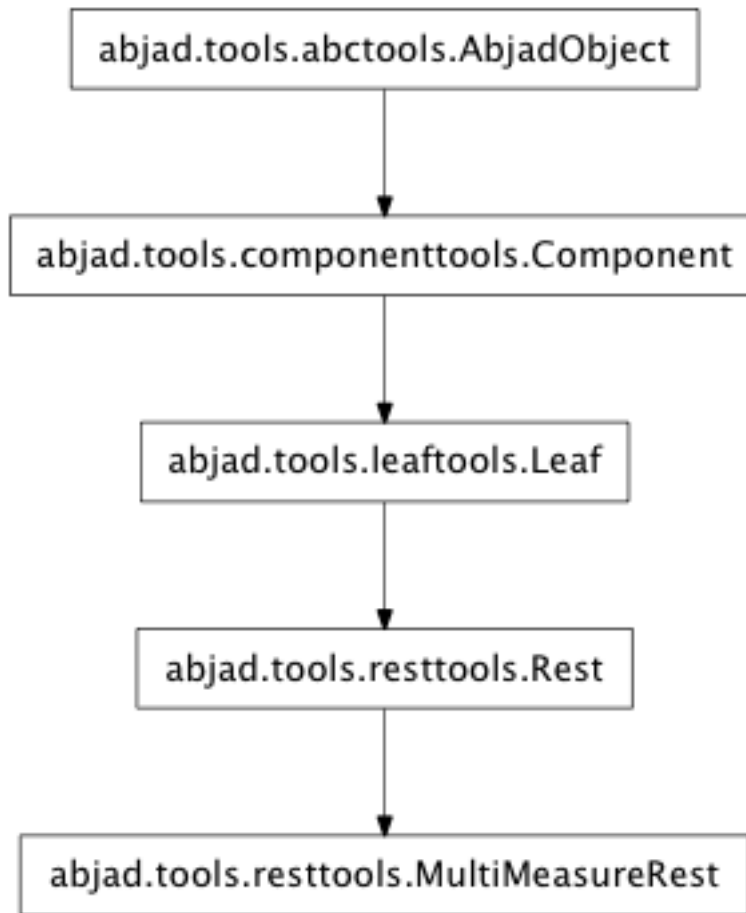 abjad.tools.abctools.AbjadObject
abjad.tools.componenttools.Component
abjad.tools.leaftools.Leaf
abjad.tools.resttools.Rest
abjad.tools.resttools.MultiMeasureRest